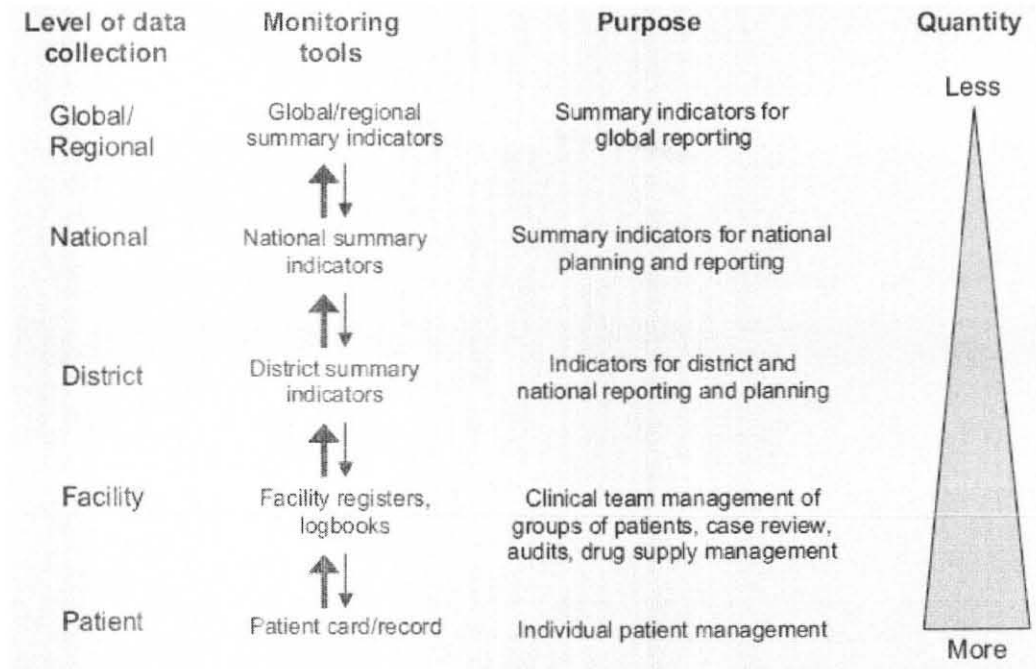 Level of data
collection
Monitoring
tools
Purpose
Quantity
Less
Global/
Regional
Global/regional
summary indicators
Summary indicators for
global reporting
National
National summary
indicators
Summary indicators for national
planning and reporting
District
District summary
indicators
Indicators for district and
national reporting and planning
Facility
Facility registers,
logbooks
Clinical team management of
groups of patients, case review,
audits, drug supply management
Patient
Patient card/record
Individual patient management
More